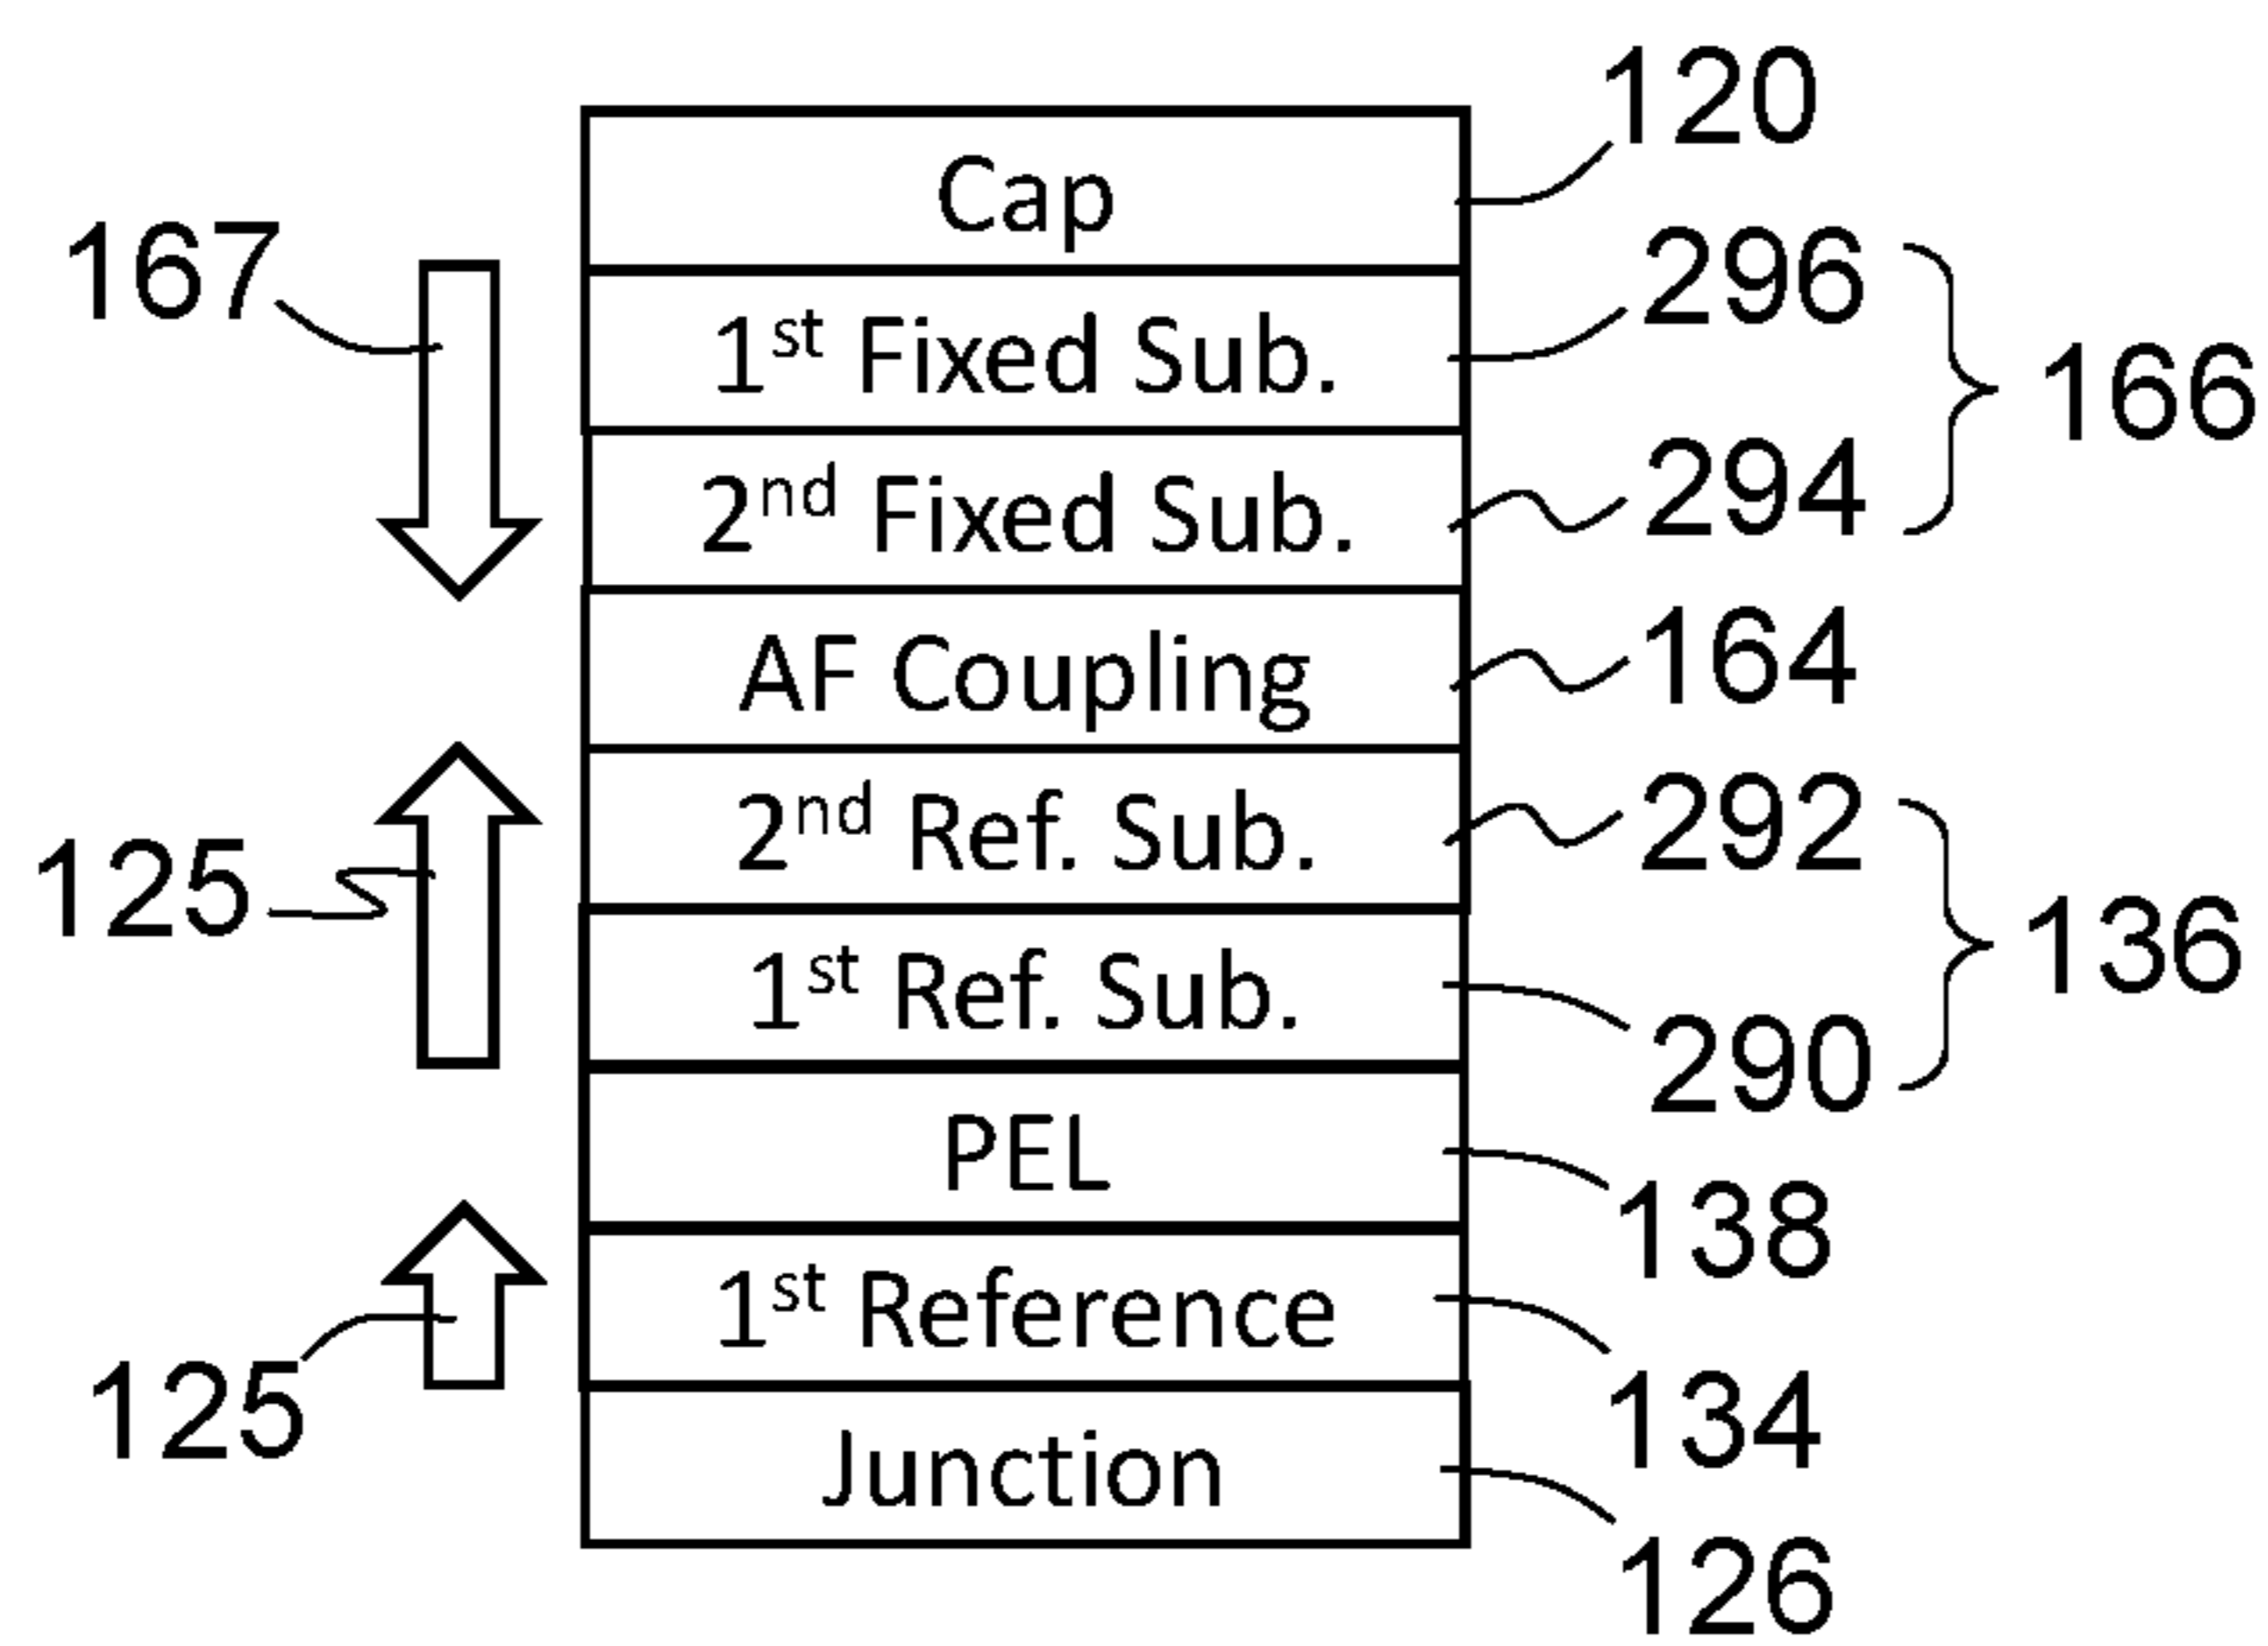 120
Cap
167
296
1st Fixed Sub.
166
294
2nd Fixed Sub.
164
AF Coupling
292
2nd Ref. Sub.
125
136
1st Ref. Sub.
290
PEL
138
1st Reference
125
134
Junction
126